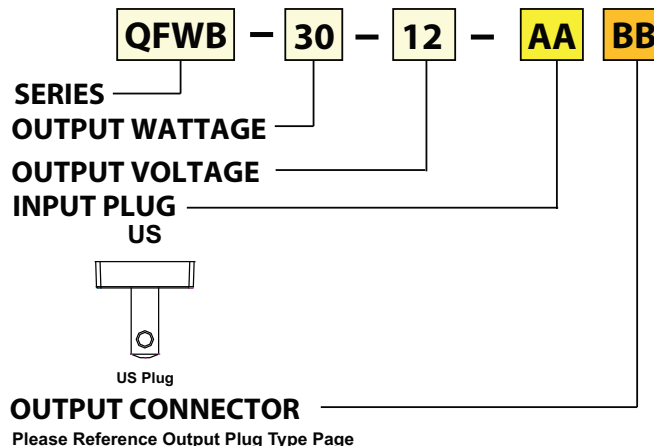 QFWB - 30 - 12 - AA BB
SERIES
OUTPUT WATTAGE
OUTPUT VOLTAGE
INPUT PLUG
US
US Plug
OUTPUT CONNECTOR
Please Reference Output Plug Type Page